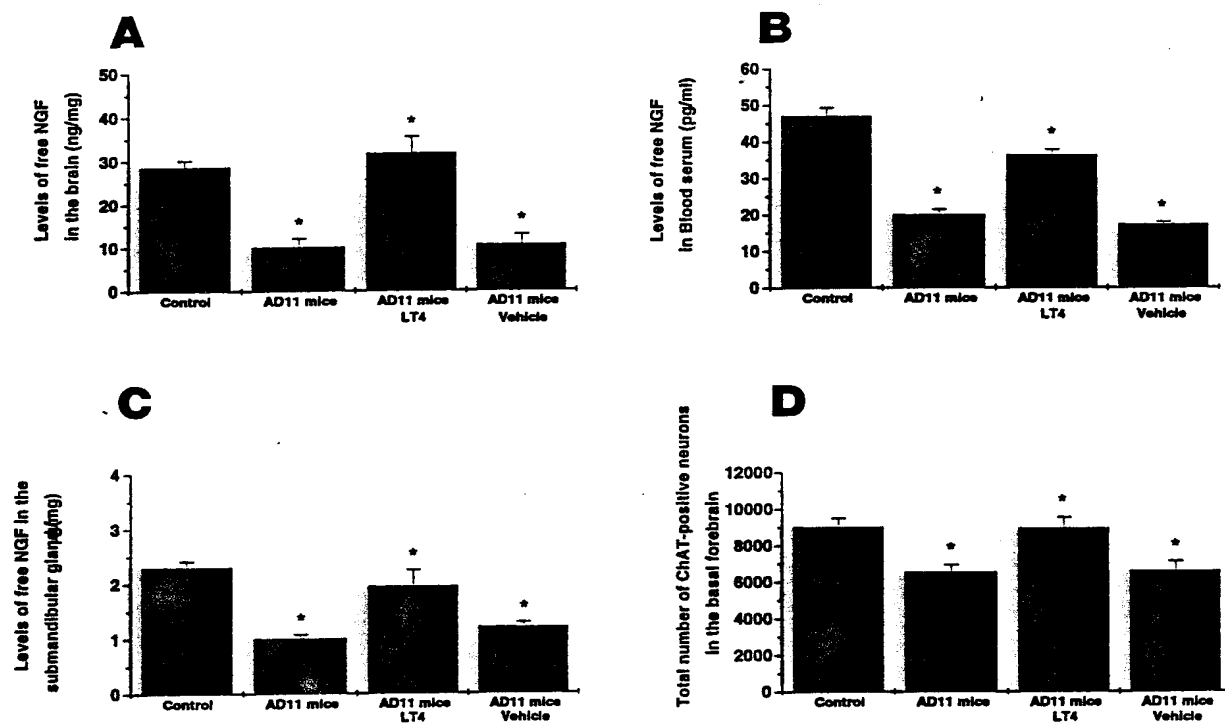 A
Levels of free NGF
in the brain (ng/mg)
50
40
30
20
10
0
*
*
*
Control
AD11 mice
AD11 mice
LT4
AD11 mice
Vehicle
B
Levels of free NGF
in Blood serum (pg/ml)
60
50
40
30
20
10
0
*
*
*
Control
AD11 mice
AD11 mice
LT4
AD11 mice
Vehicle
C
Levels of free NGF in the
submandibular gland
4
3
2
1
0
*
*
*
Control
AD11 mice
AD11 mice
LT4
AD11 mice
Vehicle
D
Total number of ChAT-positive neurons
in the basal forebrain
12000
10000
8000
6000
4000
2000
0
*
*
*
Control
AD11 mice
AD11 mice
LT4
AD11 mice
Vehicle